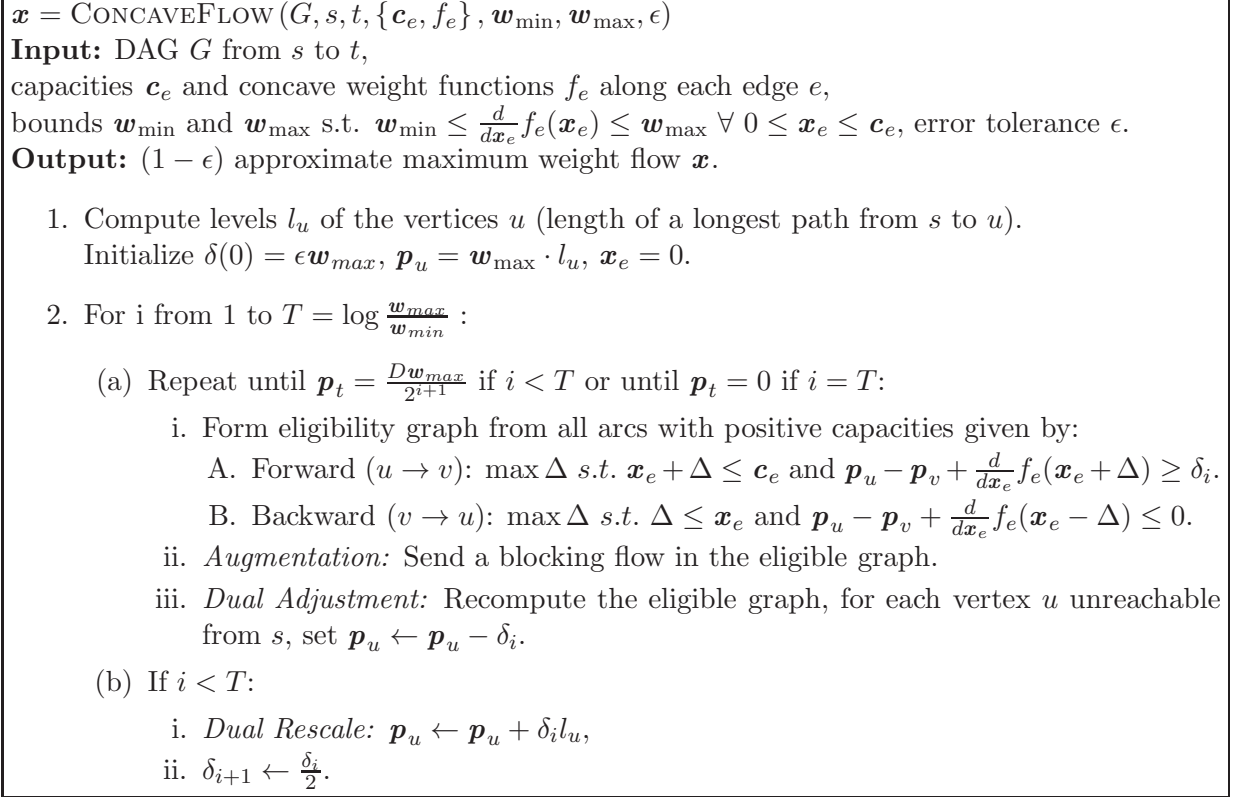 x = CONCAVEFLOW (G, s, t, {c_e, f_e} , w_min, w_max, ϵ)
Input: DAG G from s to t,
capacities c_e and concave weight functions f_e along each edge e,
bounds w_min and w_max s.t. w_min ≤ d/dx_e f_e(x_e) ≤ w_max ∀ 0 ≤ x_e ≤ c_e, error tolerance ϵ.
Output: (1 − ϵ) approximate maximum weight flow x.
1. Compute levels l_u of the vertices u (length of a longest path from s to u).
Initialize δ(0) = ϵw_max, p_u = w_max · l_u, x_e = 0.
2. For i from 1 to T = log w_max/w_min :
(a) Repeat until p_t = Dw_max/2^{i+1} if i < T or until p_t = 0 if i = T:
i. Form eligibility graph from all arcs with positive capacities given by:
A. Forward (u → v): max Δ s.t. x_e + Δ ≤ c_e and p_u − p_v + d/dx_e f_e(x_e + Δ) ≥ δ_i.
B. Backward (v → u): max Δ s.t. Δ ≤ x_e and p_u − p_v + d/dx_e f_e(x_e − Δ) ≤ 0.
ii. Augmentation: Send a blocking flow in the eligible graph.
iii. Dual Adjustment: Recompute the eligible graph, for each vertex u unreachable
from s, set p_u ← p_u − δ_i.
(b) If i < T:
i. Dual Rescale: p_u ← p_u + δ_i l_u,
ii. δ_{i+1} ← δ_i/2.